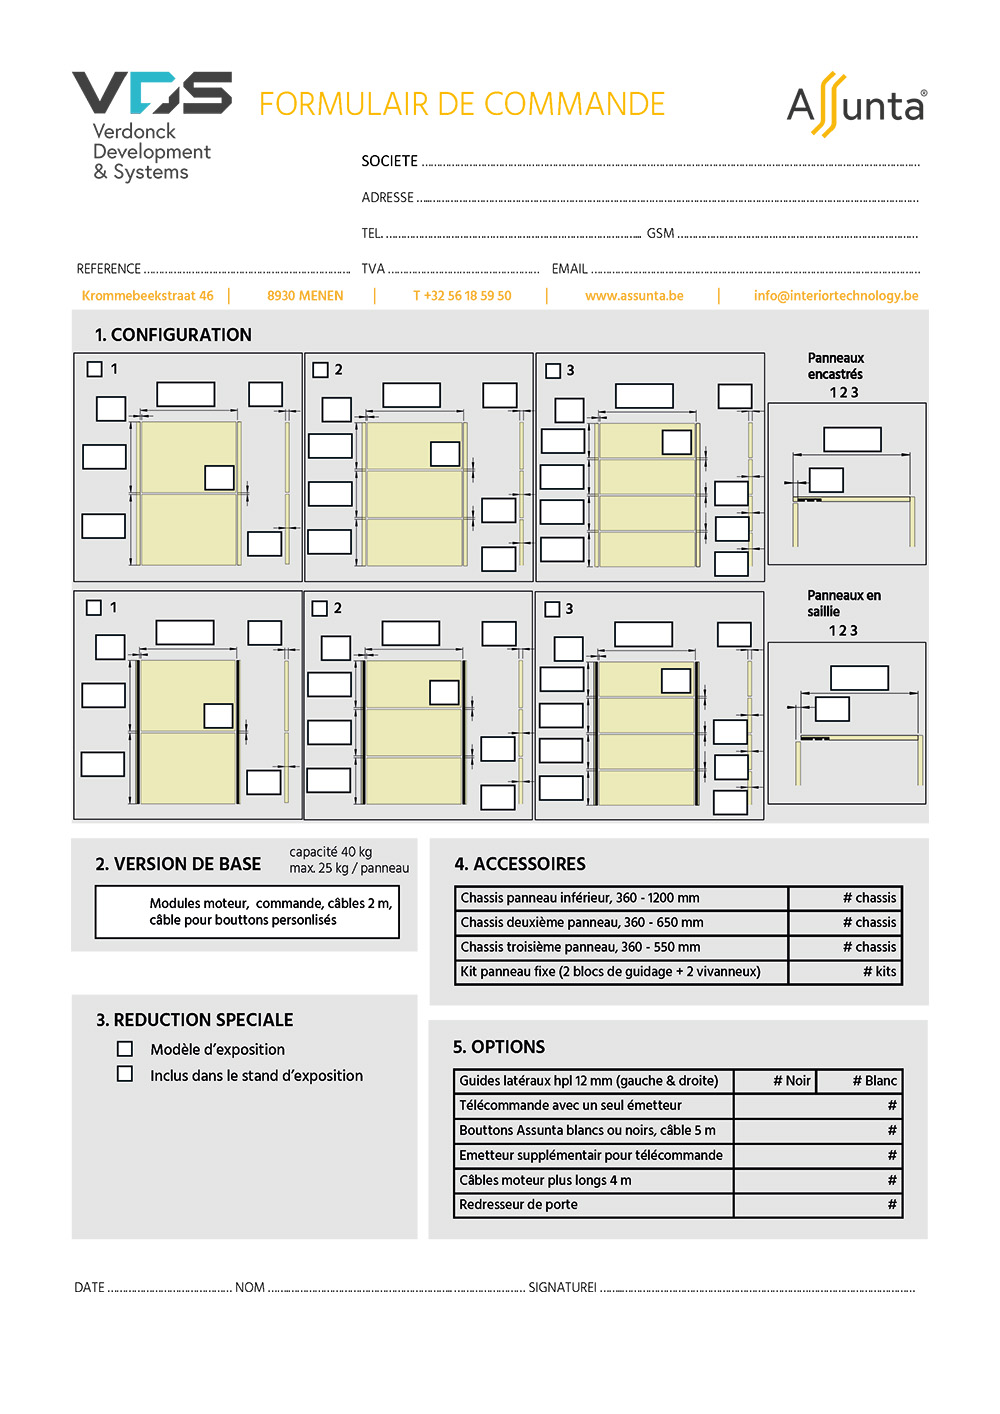 VDS
Verdonck
Development
& Systems
FORMULAIR DE COMMANDE
Assunta®
SOCIETE
ADRESSE
TEL. GSM
REFERENCE TVA EMAIL
Krommebeekstraat 46 | 8930 MENEN | T +32 56 18 59 50 | www.assunta.be | info@interiortechnology.be
1. CONFIGURATION
1
2
3
Panneaux
encastrés
1 2 3
1
2
3
Panneaux en
saillie
1 2 3
2. VERSION DE BASE
capacité 40 kg
max. 25 kg / panneau
Modules moteur, commande, câbles 2 m,
câble pour bouttons personlisés
3. REDUCTION SPECIALE
Modèle d'exposition
Inclus dans le stand d'exposition
4. ACCESSOIRES
Chassis panneau inférieur, 360 - 1200 mm # chassis
Chassis deuxième panneau, 360 - 650 mm # chassis
Chassis troisième panneau, 360 - 550 mm # chassis
Kit panneau fixe (2 blocs de guidage + 2 vivanneux) # kits
5. OPTIONS
Guides latéraux hpl 12 mm (gauche & droite) # Noir # Blanc
Télécommande avec un seul émetteur #
Bouttons Assunta blancs ou noirs, câble 5 m #
Emetteur supplémentair pour télécommande #
Câbles moteur plus longs 4 m #
Redresseur de porte #
DATE NOM SIGNATUREI